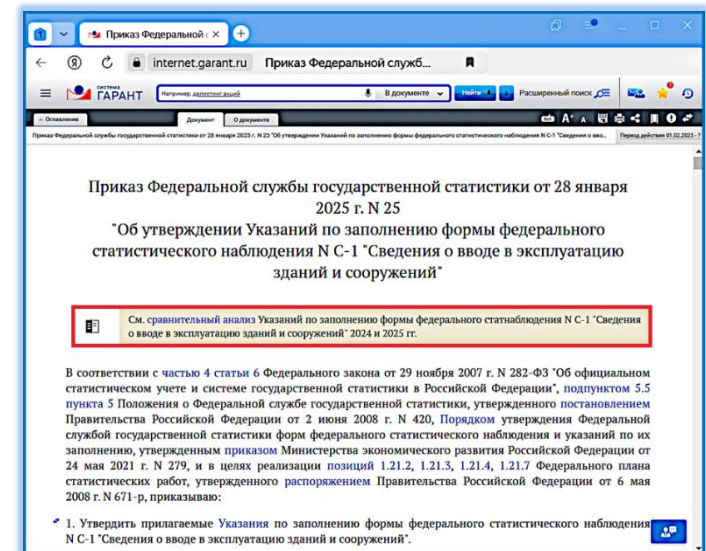 1
Приказ Федеральной с
internet.garant.ru Приказ Федеральной служб...
СИСТЕМА
ГАРАНТ
Например, делистинг акций
В документе
Найти
Расширенный поиск
Оглавление
Документ
О документе
Период действия 01.02.2025 - ?
Приказ Федеральной службы государственной статистики от 28 января
2025 г. N 25
"Об утверждении Указаний по заполнению формы федерального
статистического наблюдения N С-1 "Сведения о вводе в эксплуатацию
зданий и сооружений"
См. сравнительный анализ Указаний по заполнению формы федерального статнаблюдения N С-1 "Сведения
о вводе в эксплуатацию зданий и сооружений" 2024 и 2025 гг.
В соответствии с частью 4 статьи 6 Федерального закона от 29 ноября 2007 г. N 282-ФЗ "Об официальном
статистическом учете и системе государственной статистики в Российской Федерации", подпунктом 5.5
пункта 5 Положения о Федеральной службе государственной статистики, утвержденного постановлением
Правительства Российской Федерации от 2 июня 2008 г. N 420, Порядком утверждения Федеральной
службой государственной статистики форм федерального статистического наблюдения и указаний по их
заполнению, утвержденным приказом Министерства экономического развития Российской Федерации от
24 мая 2021 г. N 279, и в целях реализации позиций 1.21.2, 1.21.3, 1.21.4, 1.21.7 Федерального плана
статистических работ, утвержденного распоряжением Правительства Российской Федерации от 6 мая
2008 г. N 671-р, приказываю:
1. Утвердить прилагаемые Указания по заполнению формы федерального статистического наблюдения
N С-1 "Сведения о вводе в эксплуатацию зданий и сооружений".